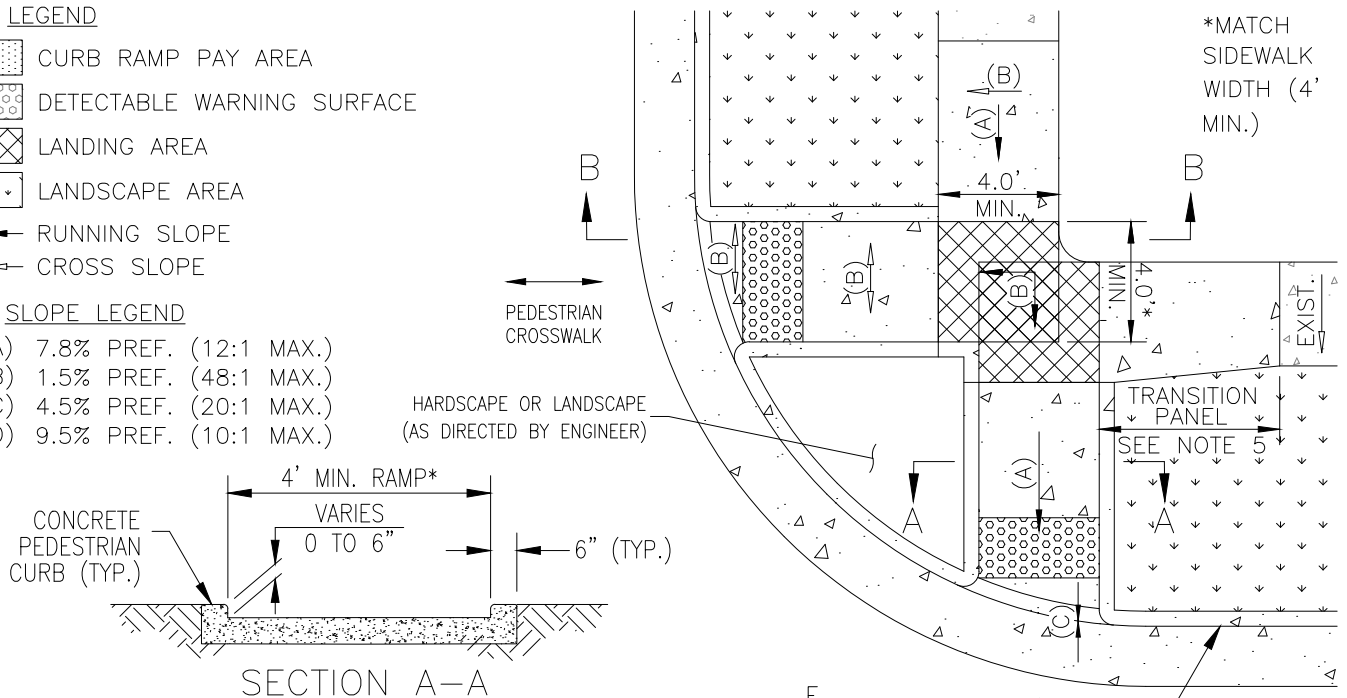 LEGEND
CURB RAMP PAY AREA
DETECTABLE WARNING SURFACE
LANDING AREA
LANDSCAPE AREA
RUNNING SLOPE
CROSS SLOPE
SLOPE LEGEND
A) 7.8% PREF. (12:1 MAX.)
B) 1.5% PREF. (48:1 MAX.)
C) 4.5% PREF. (20:1 MAX.)
D) 9.5% PREF. (10:1 MAX.)
*MATCH
SIDEWALK
WIDTH (4'
MIN.)
(B)
(A)
B
B
4.0'
MIN.
(B)
(B)
(B)
4.0'*
MIN.
EXIST.
PEDESTRIAN
CROSSWALK
HARDSCAPE OR LANDSCAPE
(AS DIRECTED BY ENGINEER)
TRANSITION
PANEL
SEE NOTE 5
A
(A)
A
(C)
4' MIN. RAMP*
VARIES
0 TO 6"
6" (TYP.)
CONCRETE
PEDESTRIAN
CURB (TYP.)
SECTION A-A